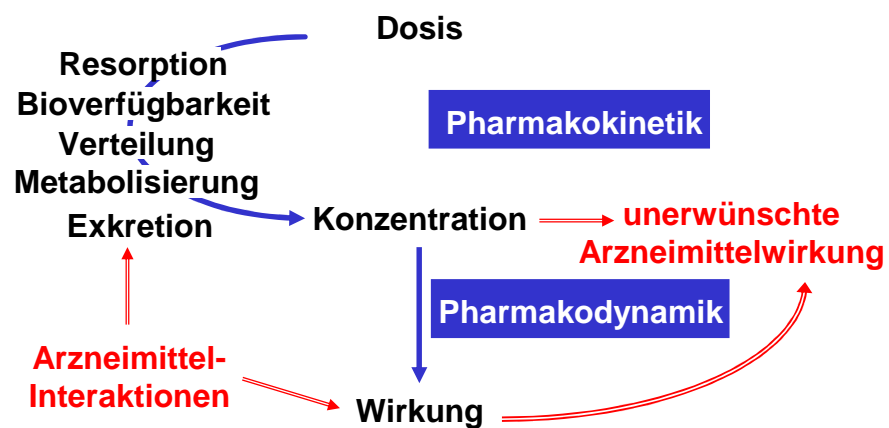 Dosis
Resorption
Bioverfügbarkeit
Verteilung
Metabolisierung
Exkretion
Pharmakokinetik
Konzentration
unerwünschte
Arzneimittelwirkung
Pharmakodynamik
Arzneimittel-
Interaktionen
Wirkung